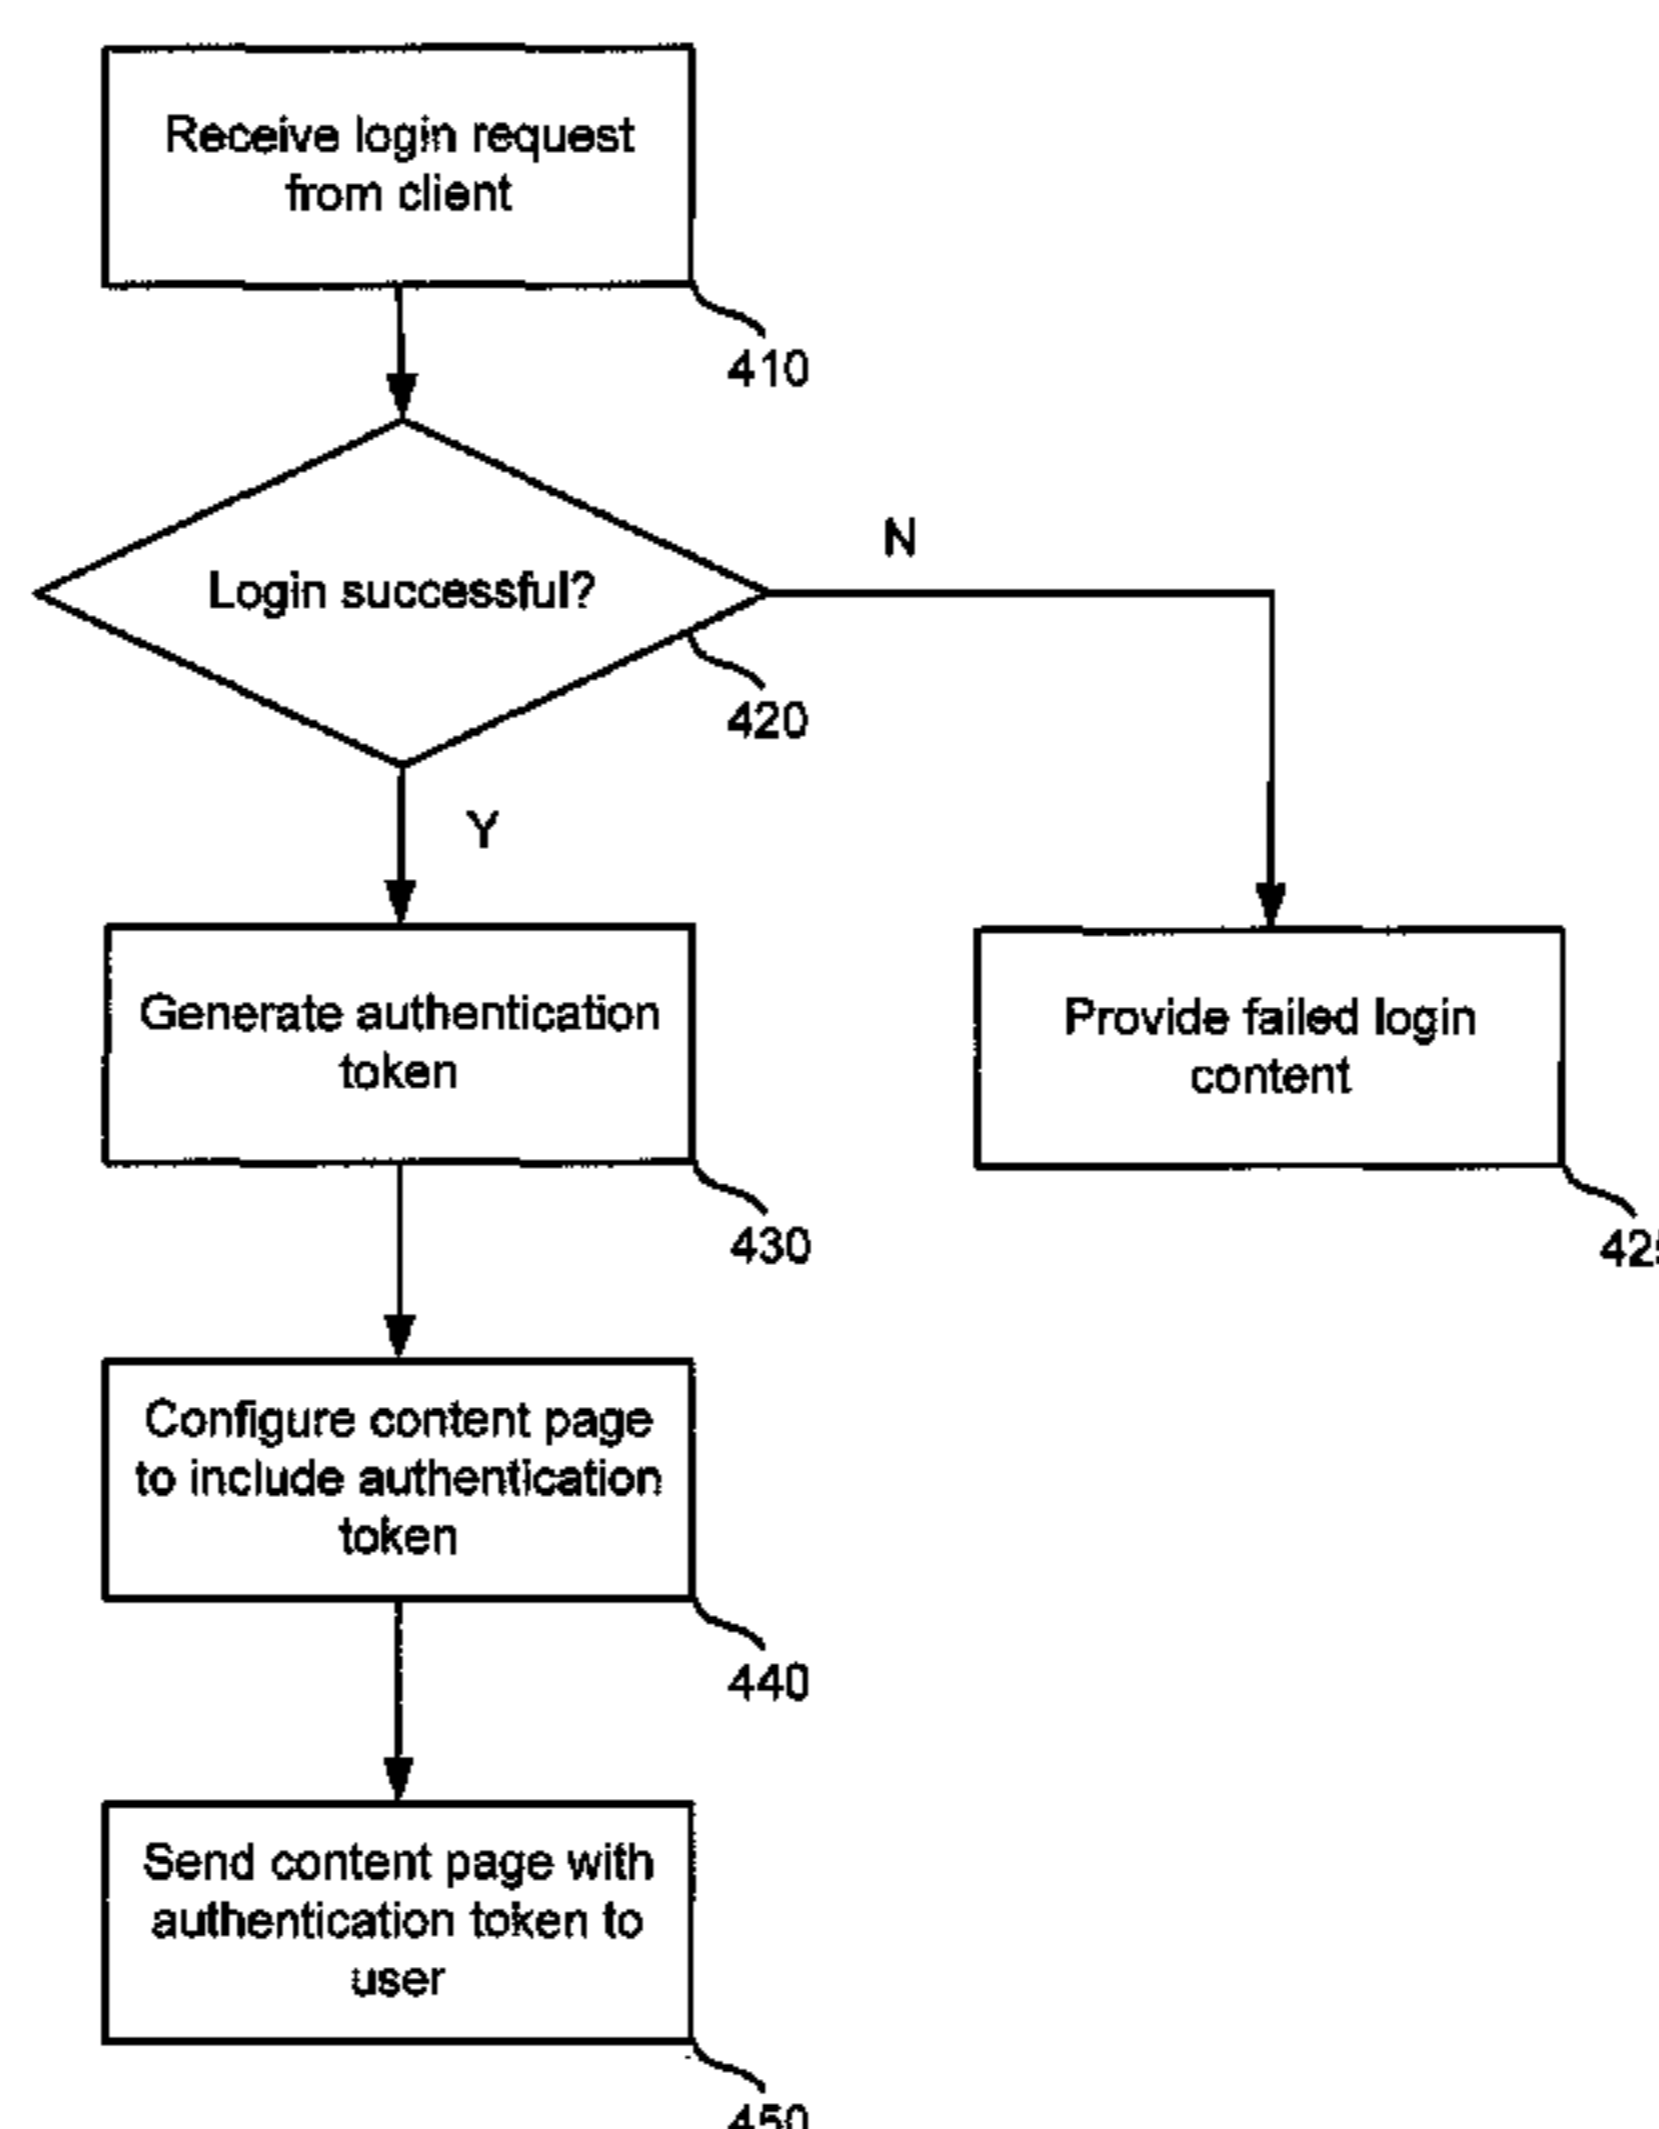 Receive login request
from client
410
Login successful?
N
420
Y
Generate authentication
token
430
Provide failed login
content
Configure content page
to include authentication
token
440
Send content page with
authentication token to
user
450